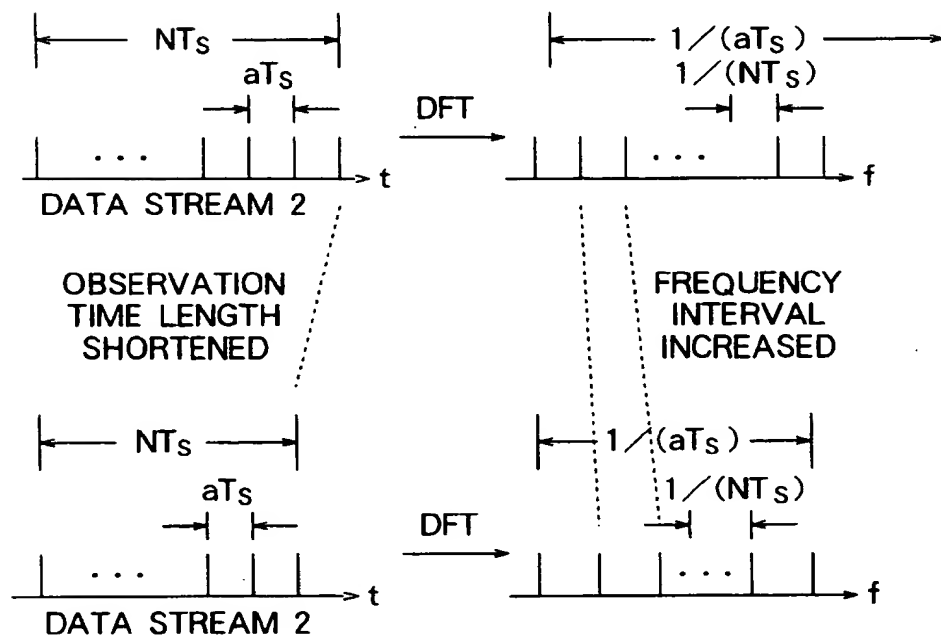 NTS
1/(aTS)
aTS
1/(NTS)
DFT
...
...
t
f
DATA STREAM 2
OBSERVATION
TIME LENGTH
SHORTENED
FREQUENCY
INTERVAL
INCREASED
NTS
1/(aTS)
aTS
1/(NTS)
DFT
...
...
t
f
DATA STREAM 2